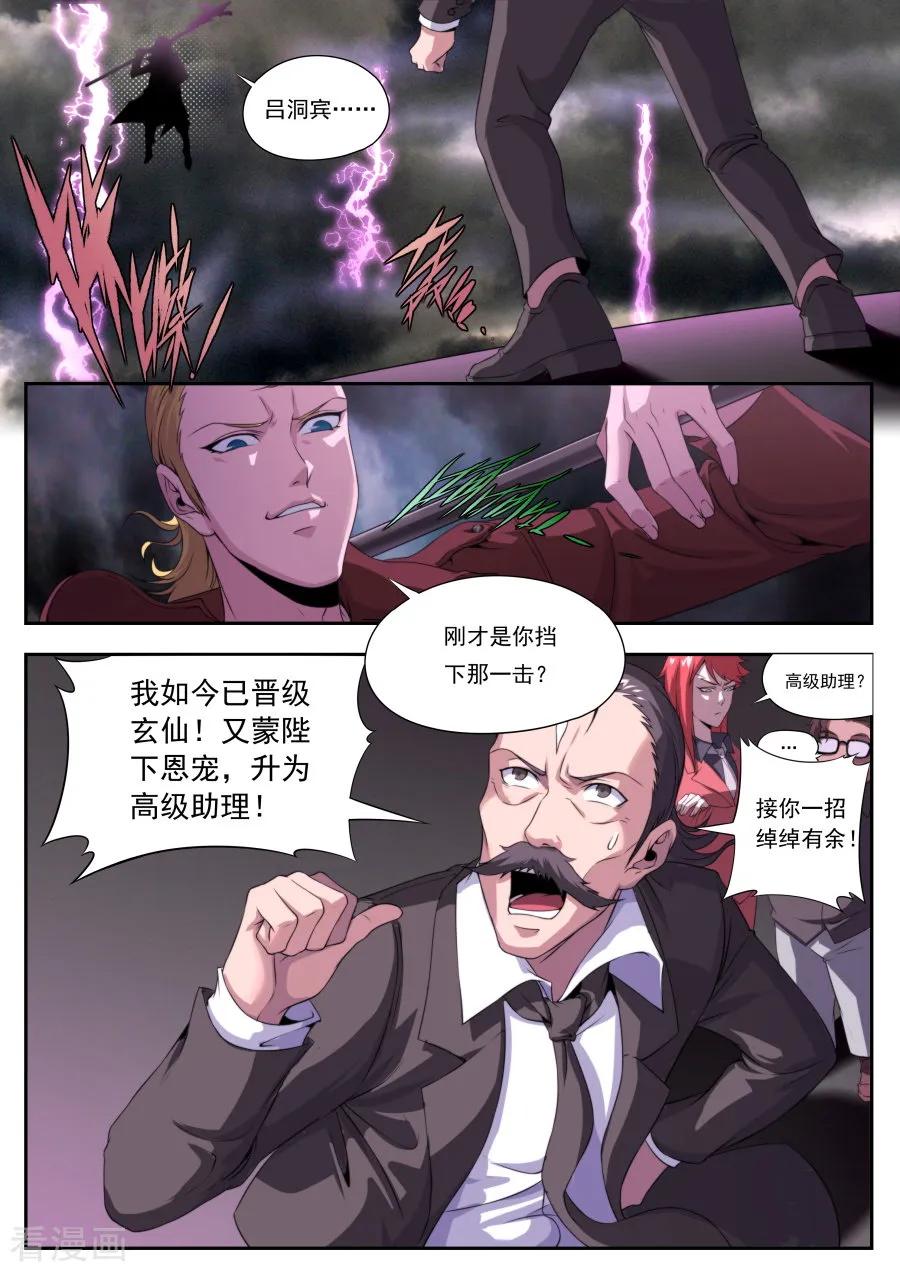 吕洞宾……
刚才是你挡
下那一击?
我如今已晋级
玄仙!又蒙陛
下恩宠,升为
高级助理!
高级助理?
...
接你一招
绰绰有余!
看漫画